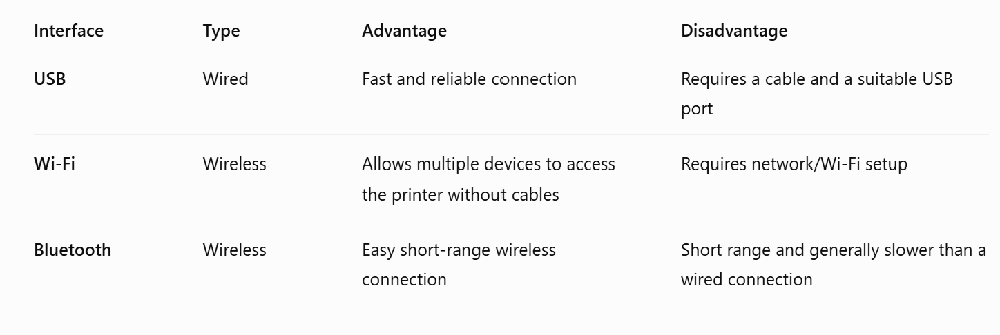 Interface Type Advantage Disadvantage
USB Wired Fast and reliable connection Requires a cable and a suitable USB
port
Wi-Fi Wireless Allows multiple devices to access Requires network/Wi-Fi setup
the printer without cables
Bluetooth Wireless Easy short-range wireless Short range and generally slower than a
connection wired connection